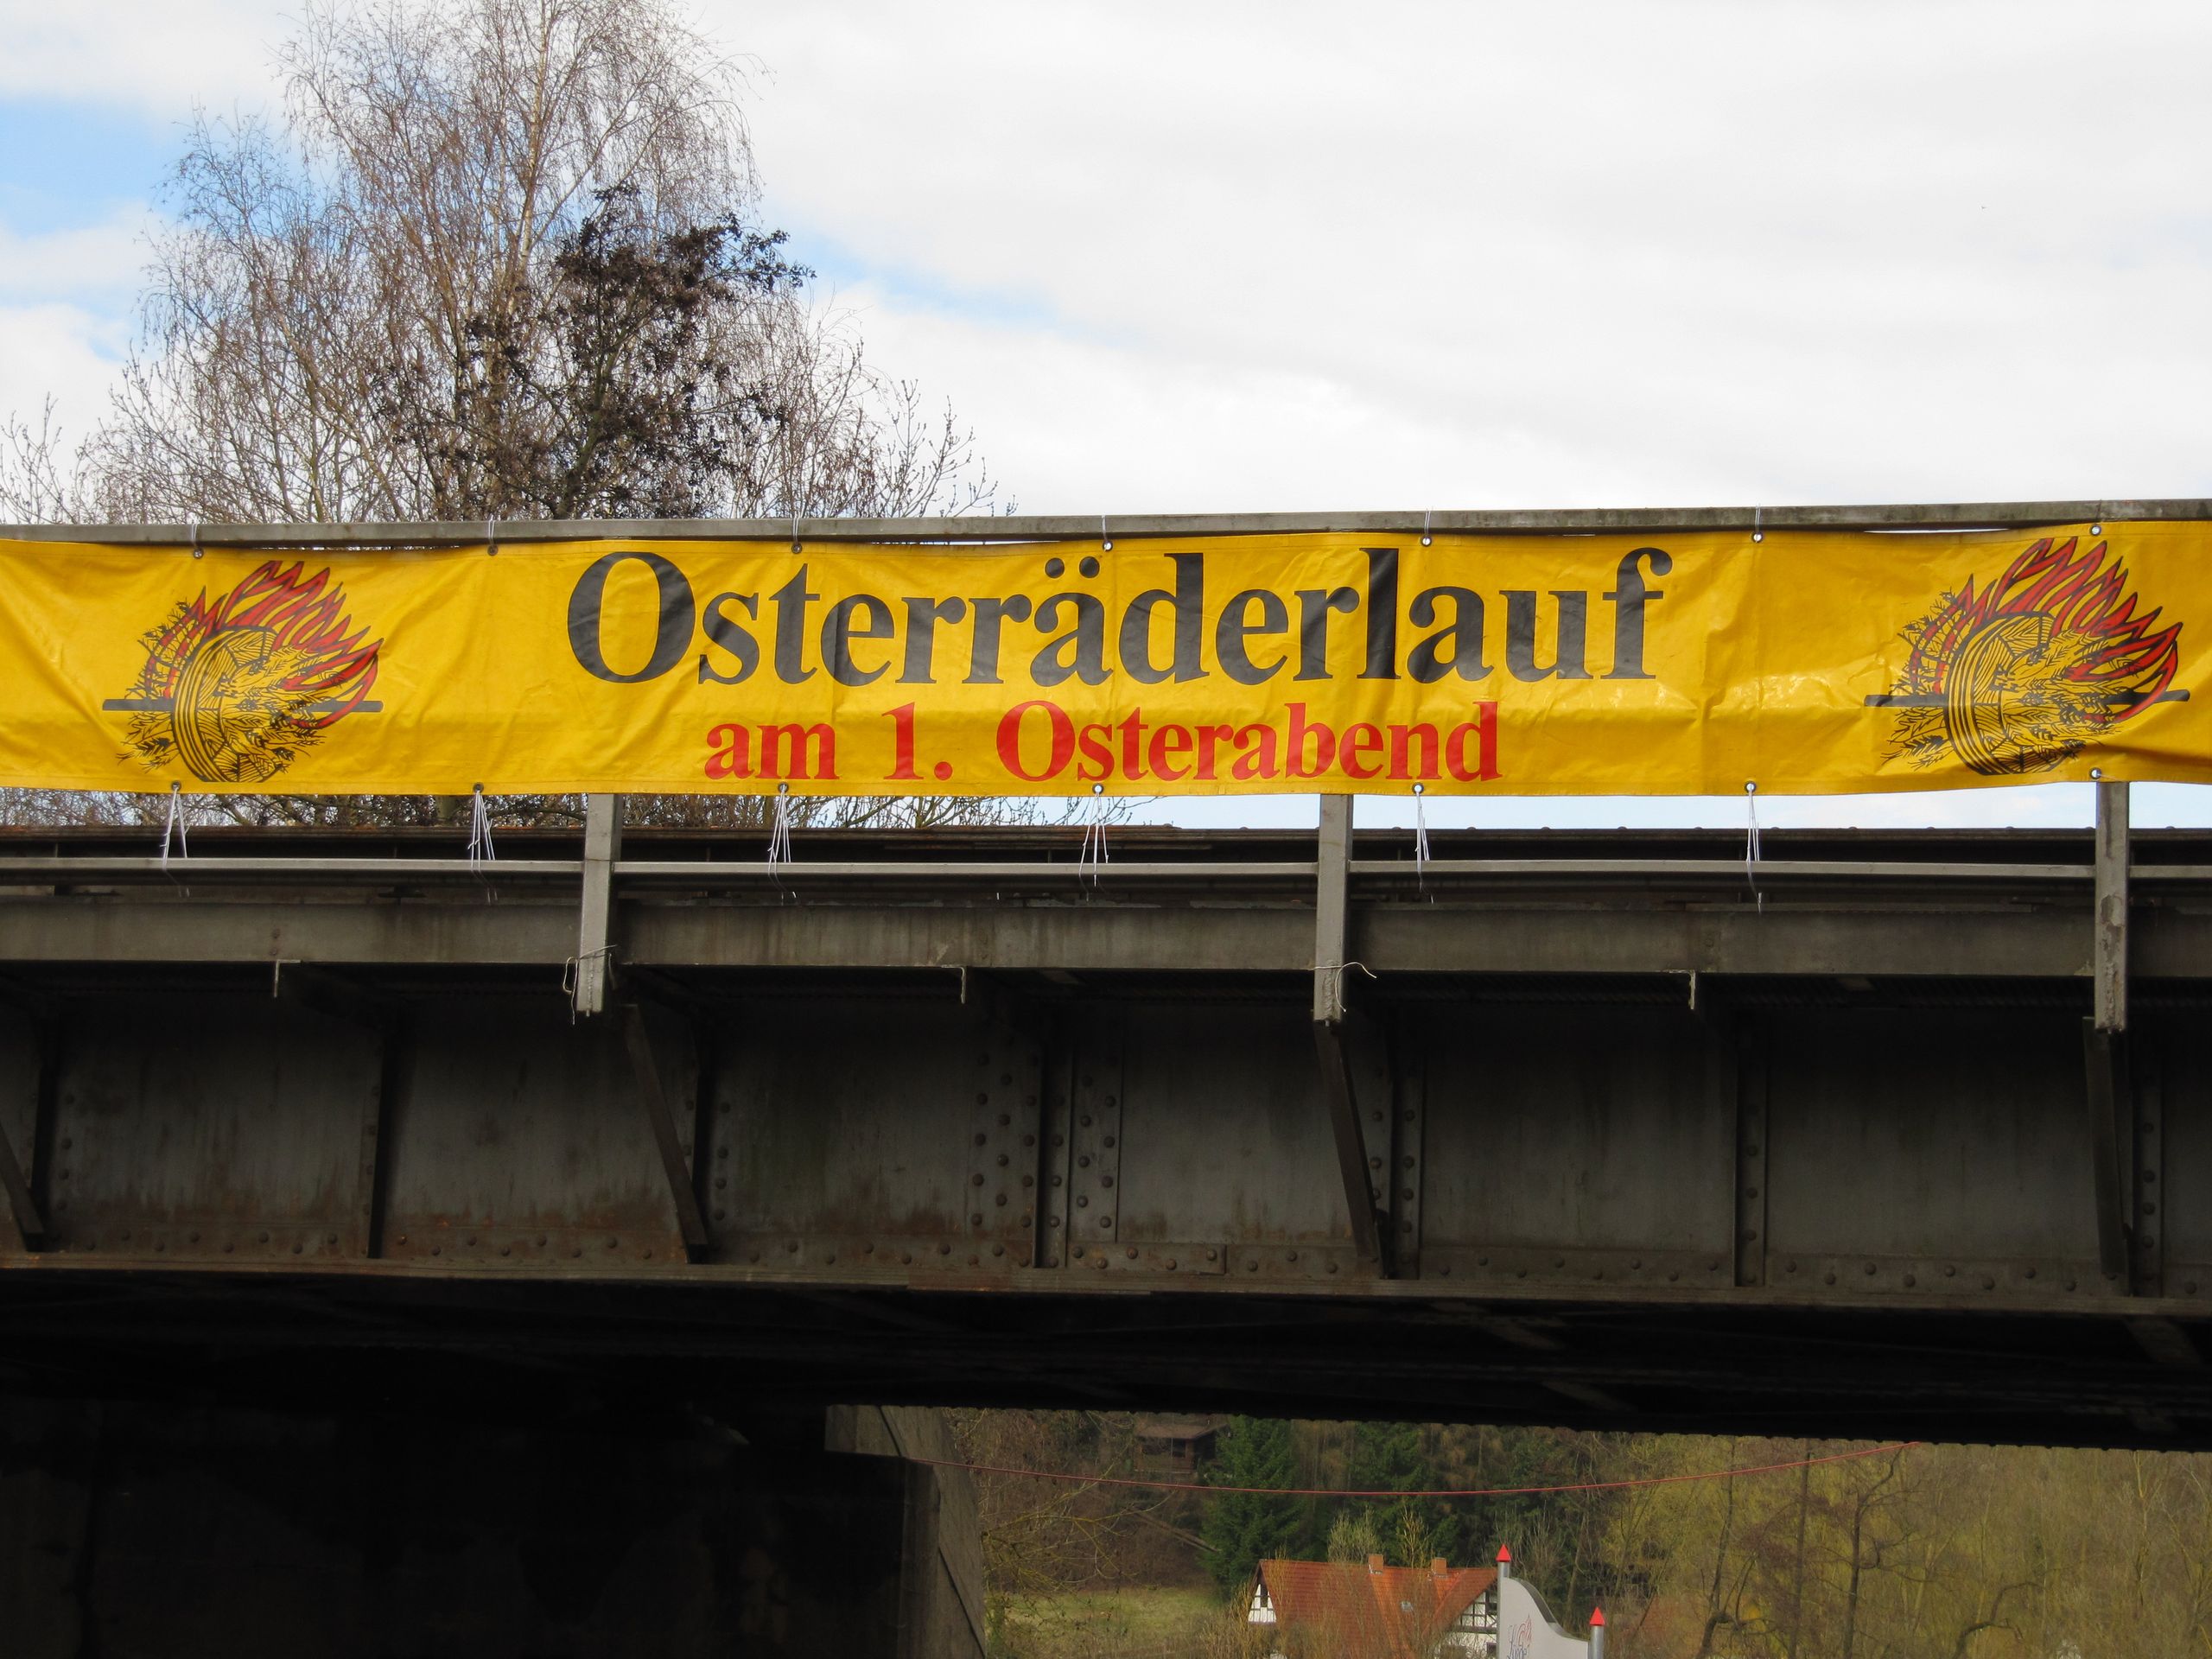 Osterräderlauf
am 1. Osterabend